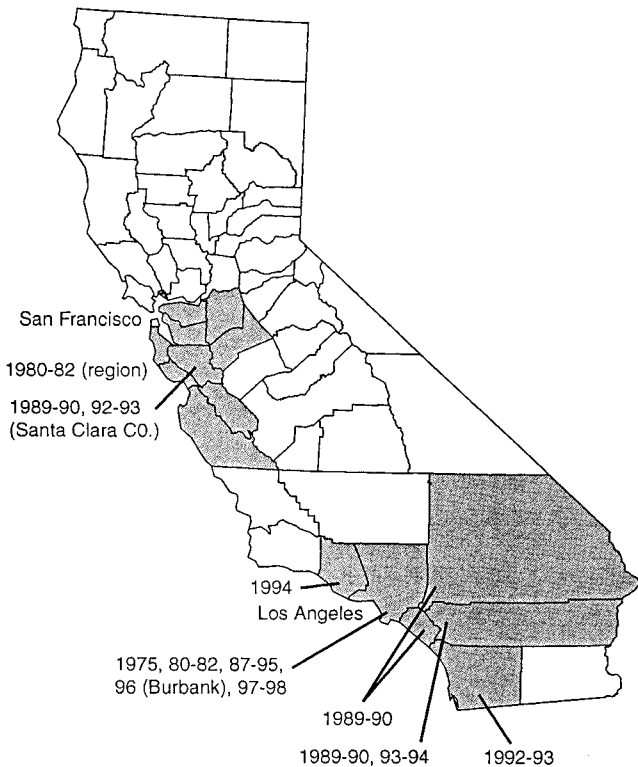 San Francisco
1980-82 (region)
1989-90, 92-93
(Santa Clara C0.)
1994
Los Angeles
1975, 80-82, 87-95,
96 (Burbank), 97-98
1989-90
1989-90, 93-94
1992-93